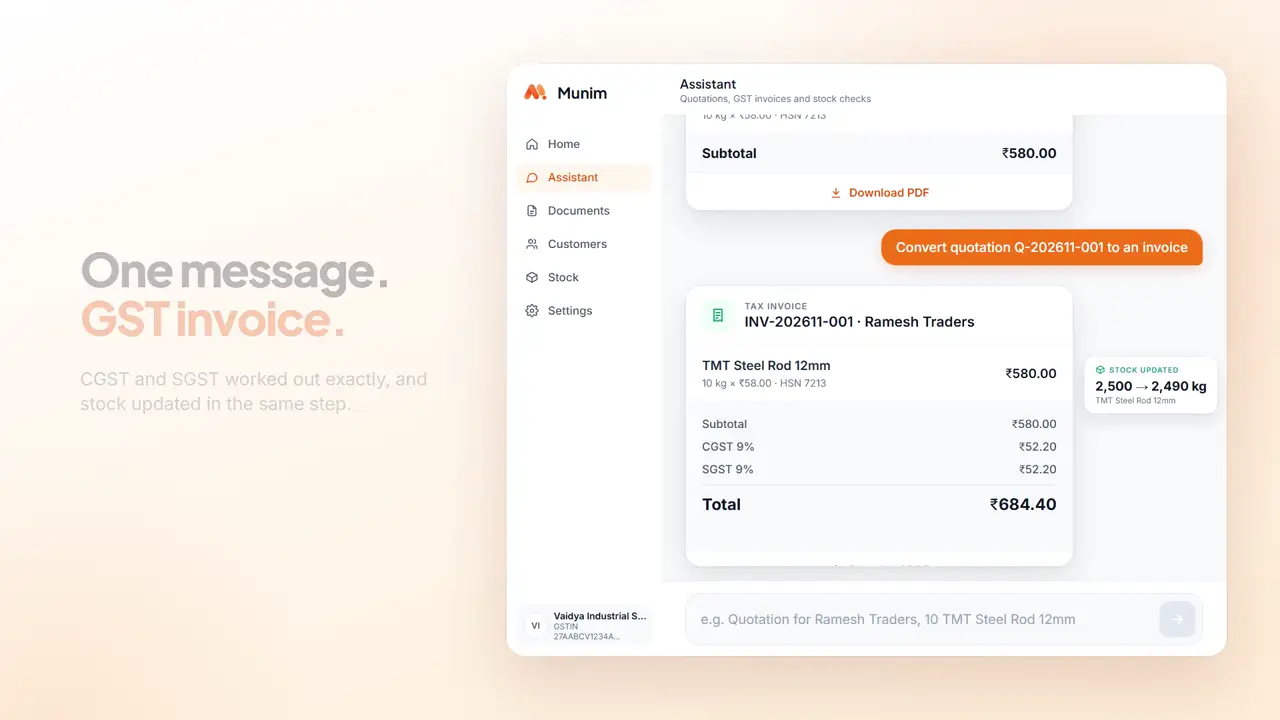 One message.
GST invoice.
CGST and SGST worked out exactly, and
stock updated in the same step.
Munim
Home
Assistant
Documents
Customers
Stock
Settings
VI
Vaidya Industrial S...
GSTIN
27AABCV1234A...
Assistant
Quotations, GST invoices and stock checks
10 kg × ₹58.00 · HSN 7213
Subtotal ₹580.00
Download PDF
Convert quotation Q-202611-001 to an invoice
TAX INVOICE
INV-202611-001 · Ramesh Traders
TMT Steel Rod 12mm ₹580.00
10 kg × ₹58.00 · HSN 7213
Subtotal ₹580.00
CGST 9% ₹52.20
SGST 9% ₹52.20
Total ₹684.40
STOCK UPDATED
2,500 → 2,490 kg
TMT Steel Rod 12mm
e.g. Quotation for Ramesh Traders, 10 TMT Steel Rod 12mm